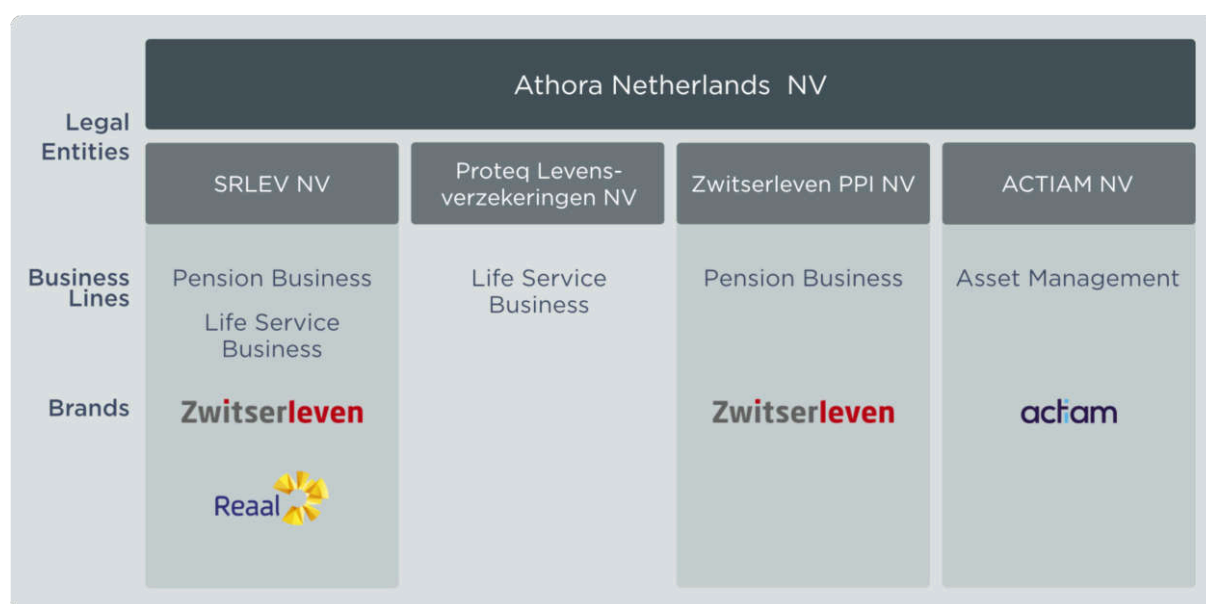 Athora Netherlands NV
Legal
Entities
SRLEV NV
Proteq Levens-
verzekeringen NV
Zwitserleven PPI NV
ACTIAM NV
Business
Lines
Pension Business
Life Service
Business
Life Service
Business
Pension Business
Asset Management
Brands
Zwitserleven
Zwitserleven
actiam
Reaal